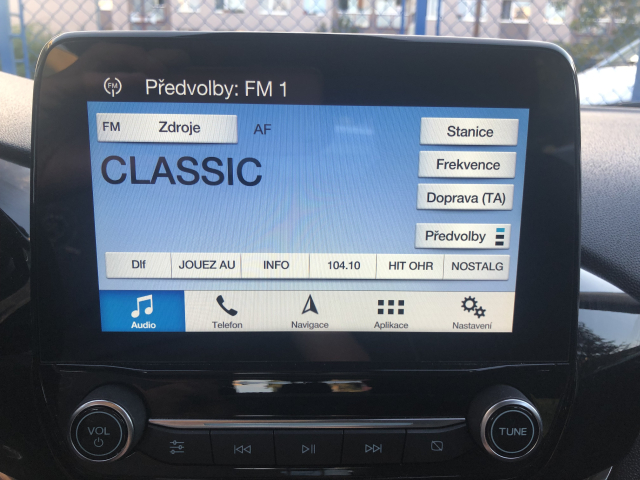 FM Předvolby: FM 1
FM Zdroje AF Stanice
CLASSIC
Frekvence
Doprava (TA)
Předvolby
Dlf JOUEZ AU INFO 104.10 HIT OHR NOSTALG
Audio Telefon Navigace Aplikace Nastavení
VOL TUNE